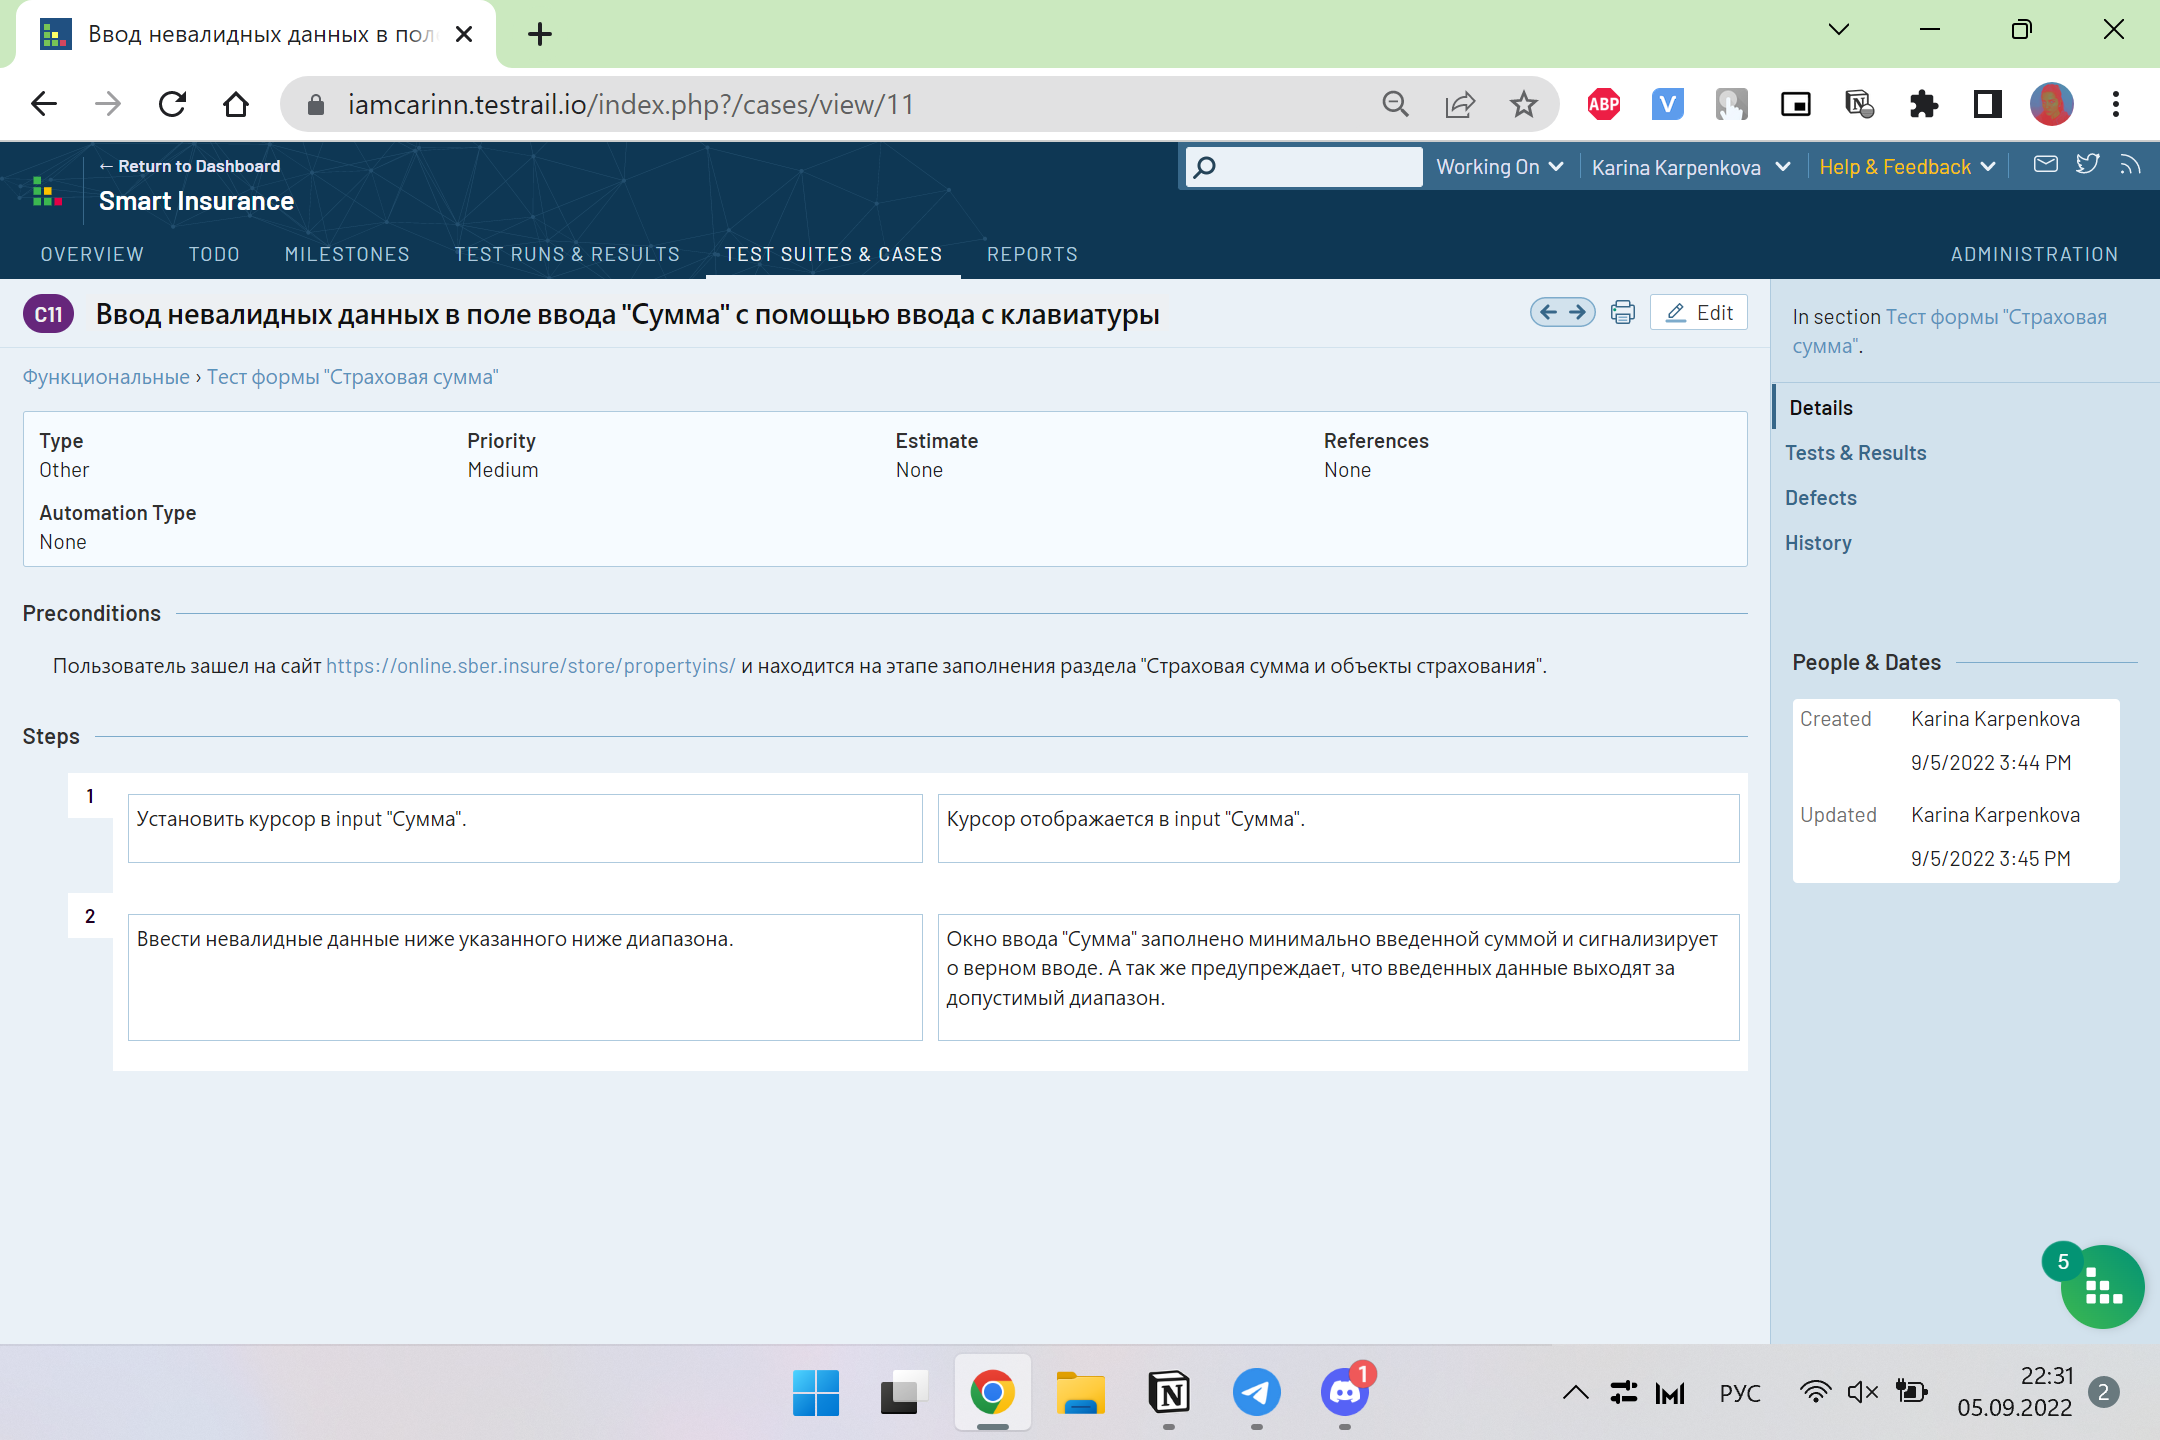 Ввод невалидных данных в пол
iamcarinn.testrail.io/index.php?/cases/view/11
ABP
V
← Return to Dashboard
Smart Insurance
Working On
Karina Karpenkova
Help & Feedback
OVERVIEW
TODO
MILESTONES
TEST RUNS & RESULTS
TEST SUITES & CASES
REPORTS
ADMINISTRATION
C11
Ввод невалидных данных в поле ввода "Сумма" с помощью ввода с клавиатуры
Edit
Функциональные › Тест формы "Страховая сумма"
Type
Other
Priority
Medium
Estimate
None
References
None
Automation Type
None
Preconditions
Пользователь зашел на сайт https://online.sber.insure/store/propertyins/ и находится на этапе заполнения раздела "Страховая сумма и объекты страхования".
Steps
1
Установить курсор в input "Сумма".
Курсор отображается в input "Сумма".
2
Ввести невалидные данные ниже указанного ниже диапазона.
Окно ввода "Сумма" заполнено минимально введенной суммой и сигнализирует
о верном вводе. А так же предупреждает, что введенных данные выходят за
допустимый диапазон.
In section Тест формы "Страховая
сумма".
Details
Tests & Results
Defects
History
People & Dates
Created
Karina Karpenkova
9/5/2022 3:44 PM
Updated
Karina Karpenkova
9/5/2022 3:45 PM
5
1
РУС
22:31
05.09.2022
2